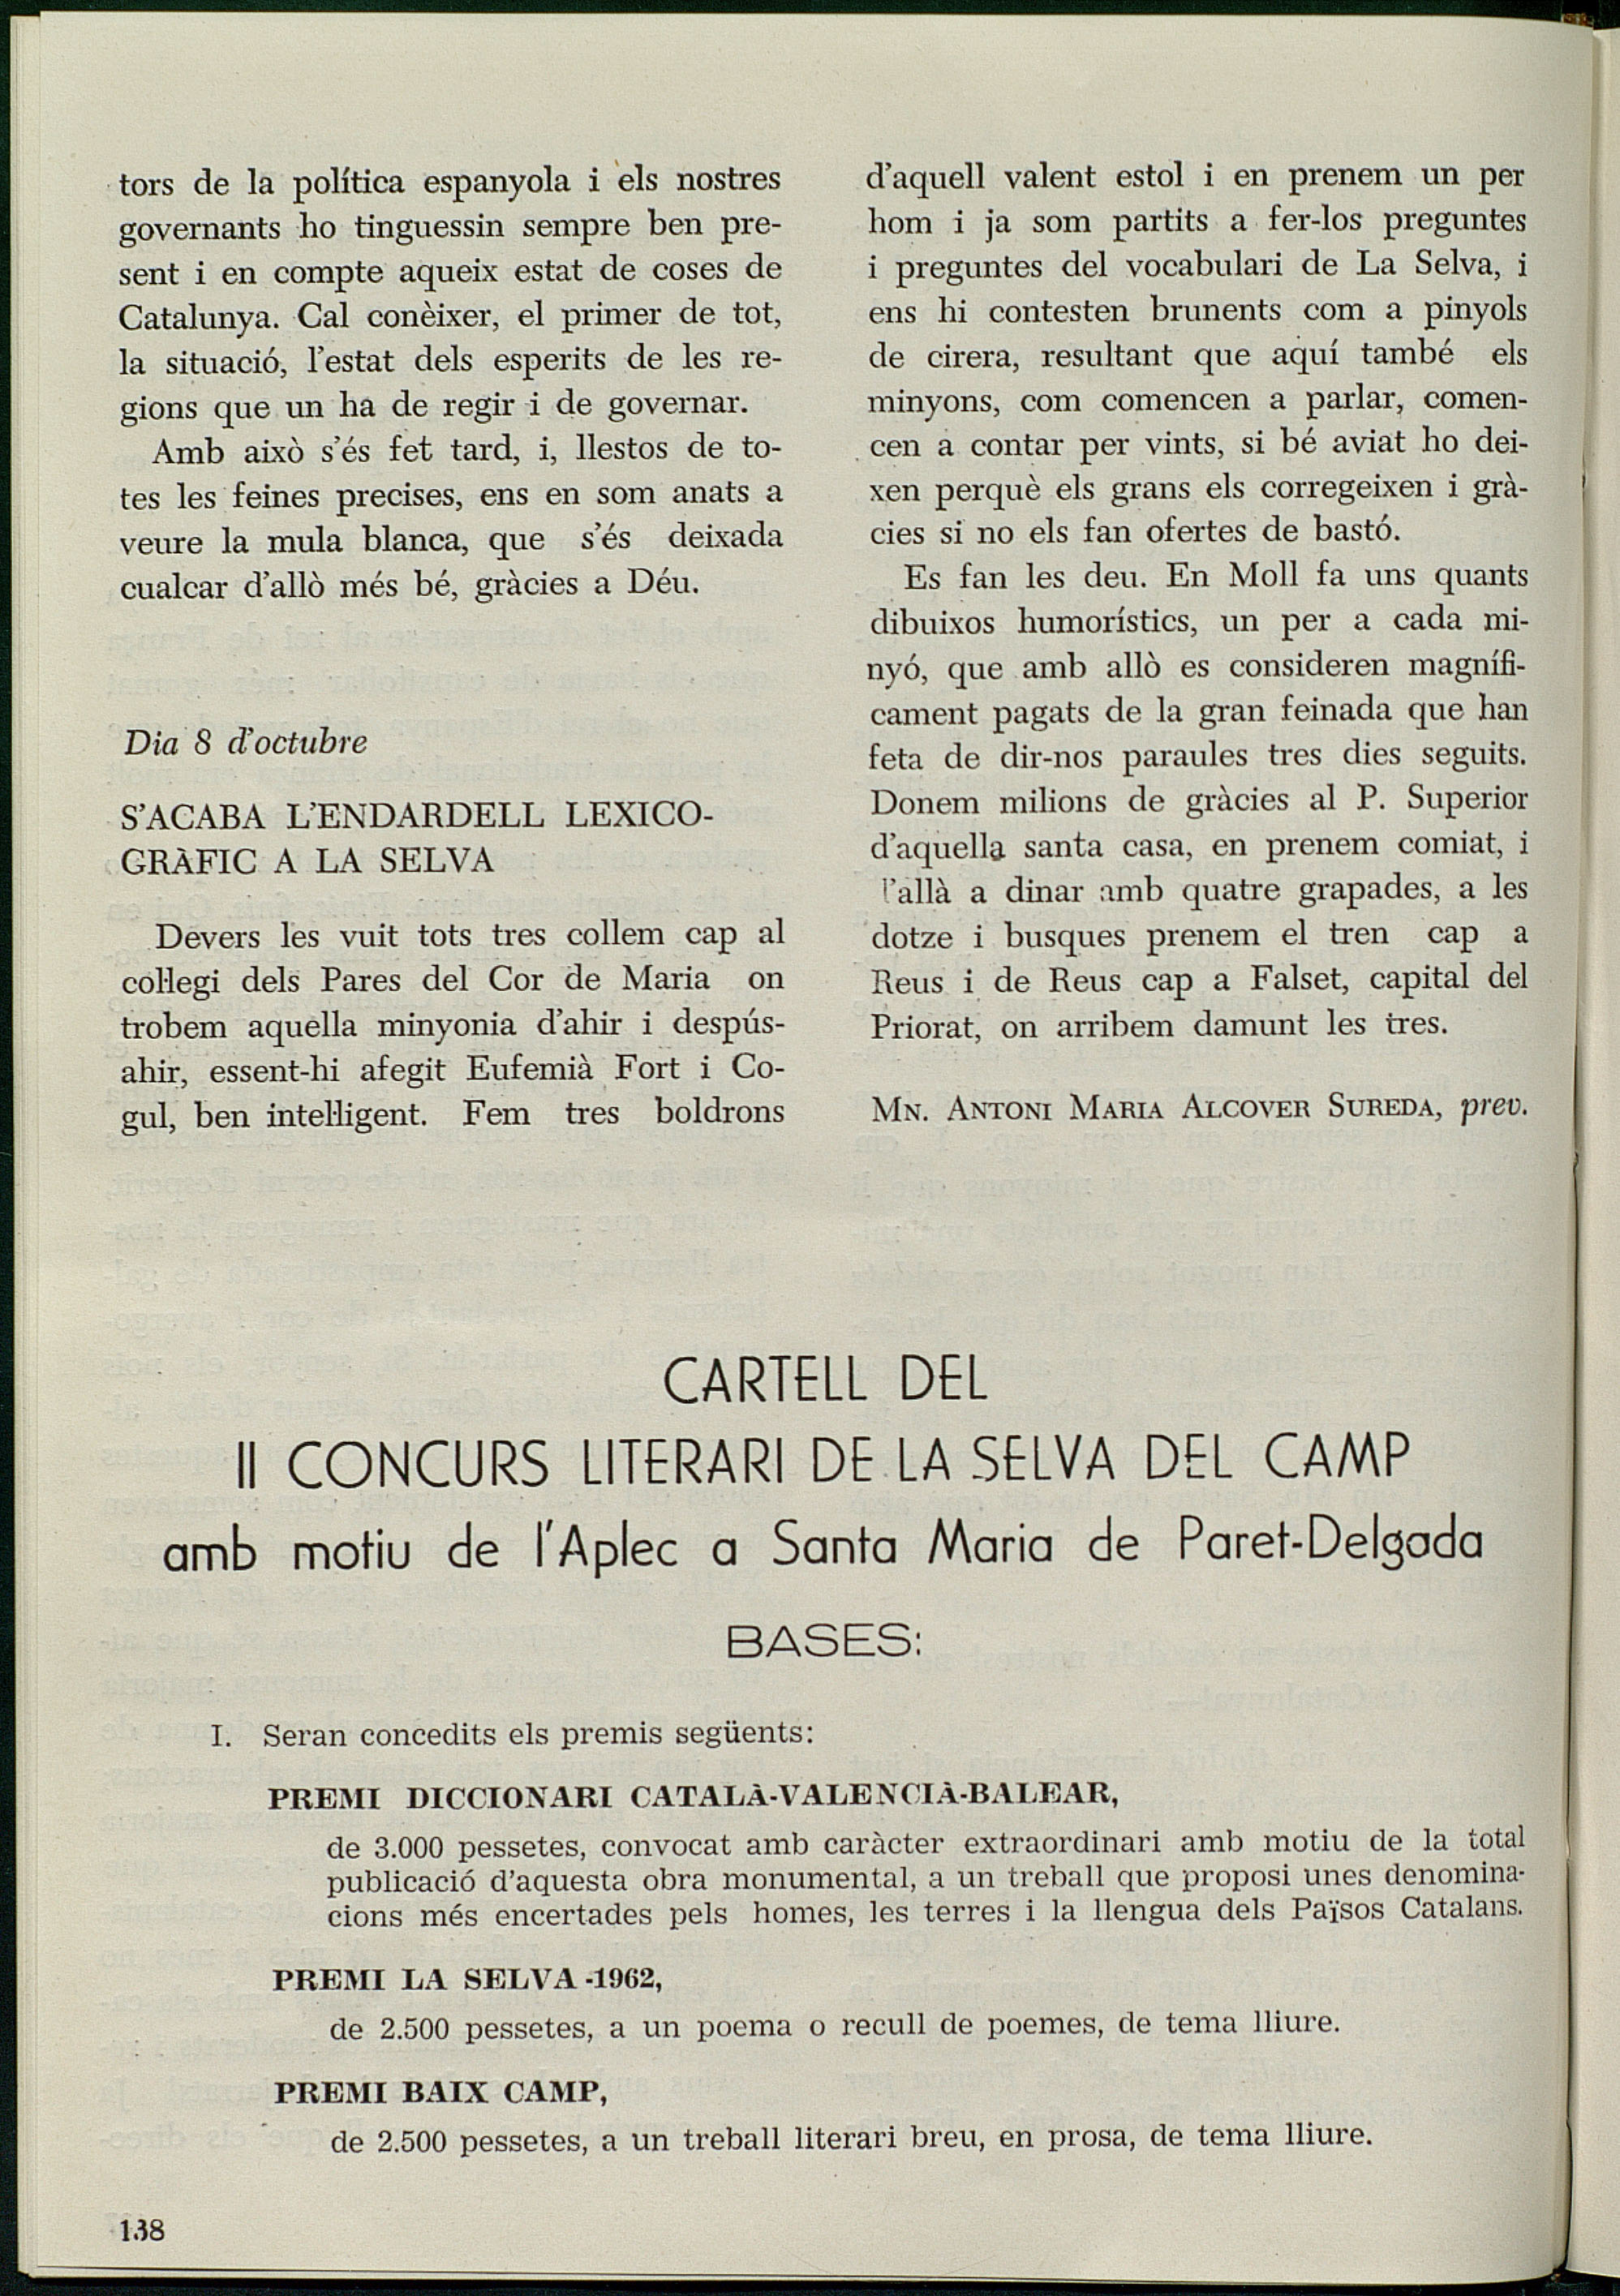 tors de la política espanyola i els nostres
governants ho tinguessin sempre ben pre-
sent i en compte aqueix estat de coses de
Catalunya. Cal conèixer, el primer de tot,
la situació, l'estat dels esperits de les re-
gions que un ha de regir i de governar.
Amb això s'és fet tard, i, llestos de to-
tes les feines precises, ens en som anats a
veure la mula blanca, que s'és deixada
cualcar d'allò més bé, gràcies a Déu.
Dia 8 d'octubre
S'ACABA L'ENDARDELL LEXICO-
GRÀFIC A LA SELVA
Devers les vuit tots tres collem cap al
col·legi dels Pares del Cor de Maria on
trobem aquella minyonia d'ahir i despús-
ahir, essent-hi afegit Eufemià Fort i Co-
gul, ben intel·ligent. Fem tres boldrons
d'aquell valent estol i en prenem un per
hom i ja som partits a fer-los preguntes
i preguntes del vocabulari de La Selva, i
ens hi contesten brunents com a pinyols
de cirera, resultant que aquí també els
minyons, com comencen a parlar, comen-
cen a contar per vints, si bé aviat ho dei-
xen perquè els grans els corregeixen i grà-
cies si no els fan ofertes de bastó.
Es fan les deu. En Moll fa uns quants
dibuixos humorístics, un per a cada mi-
nyó, que amb allò es consideren magnífi-
cament pagats de la gran feinada que han
feta de dir-nos paraules tres dies seguits.
Donem milions de gràcies al P. Superior
d'aquella santa casa, en prenem comiat, i
l'allà a dinar amb quatre grapades, a les
dotze i busques prenem el tren cap a
Reus i de Reus cap a Falset, capital del
Priorat, on arribem damunt les tres.
MN. ANTONI MARIA ALCOVER SUREDA, prev.
CARTELL DEL
II CONCURS LITERARI DE LA SELVA DEL CAMP
amb motiu de l'Aplec a Santa Maria de Paret-Delgada
BASES:
I. Seran concedits els premis següents:
PREMI DICCIONARI CATALÀ-VALENCIÀ-BALEAR,
de 3.000 pessetes, convocat amb caràcter extraordinari amb motiu de la total
publicació d'aquesta obra monumental, a un treball que proposi unes denomina-
cions més encertades pels homes, les terres i la llengua dels Països Catalans.
PREMI LA SELVA -1962,
de 2.500 pessetes, a un poema o recull de poemes, de tema lliure.
PREMI BAIX CAMP,
de 2.500 pessetes, a un treball literari breu, en prosa, de tema lliure.
138